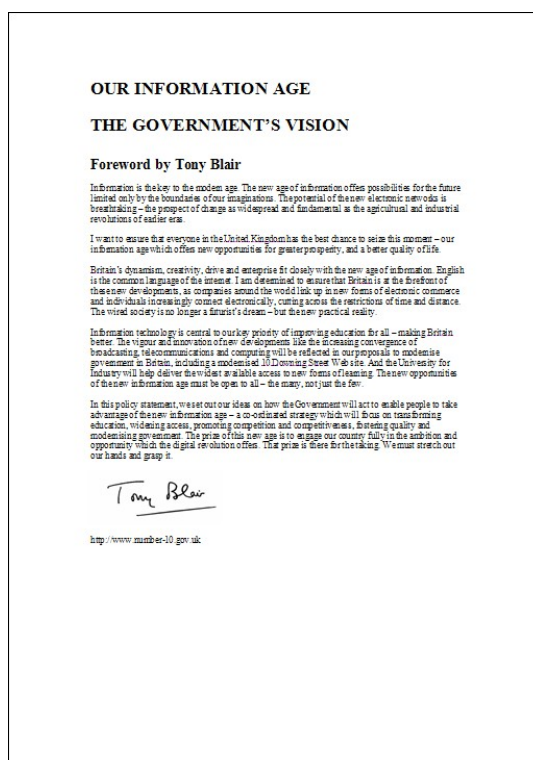 OUR INFORMATION AGE
THE GOVERNMENT'S VISION
Foreword by Tony Blair
Information is the key to the modern age. The new age of information offers possibilities for the future
limited only by the boundaries of our imaginations. The potential of the new electronic networks is
breathtaking – the prospect of change as widespread and fundamental as the agricultural and industrial
revolutions of earlier eras.
I want to ensure that everyone in the United Kingdom has the best chance to seize this moment – our
information age which offers new opportunities for greater prosperity, and a better quality of life.
Britain's dynamism, creativity, drive and enterprise fit closely with the new age of information. English
is the common language of the internet. I am determined to ensure that Britain is at the forefront of
these new developments, as companies around the world link up in new forms of electronic commerce
and individuals increasingly connect electronically, cutting across the restrictions of time and distance.
The wired society is no longer a futurist's dream – but the new practical reality.
Information technology is central to our key priority of improving education for all – making Britain
better. The vigour and innovation of new developments like the increasing convergence of
broadcasting, telecommunications and computing will be reflected in our proposals to modernise
government in Britain, including a modernised 10 Downing Street Web site. And the University for
Industry will help deliver the widest available access to new forms of learning. The new opportunities
of the new information age must be open to all – the many, not just the few.
In this policy statement, we set out our ideas on how the Government will act to enable people to take
advantage of the new information age – a co-ordinated strategy which will focus on transforming
education, widening access, promoting competition and competitiveness, fostering quality and
modernising government. The prize of this new age is to engage our country fully in the ambition and
opportunity which the digital revolution offers. That prize is there for the taking. We must stretch out
our hands and grasp it.
Tony Blair
http://www.number-10.gov.uk